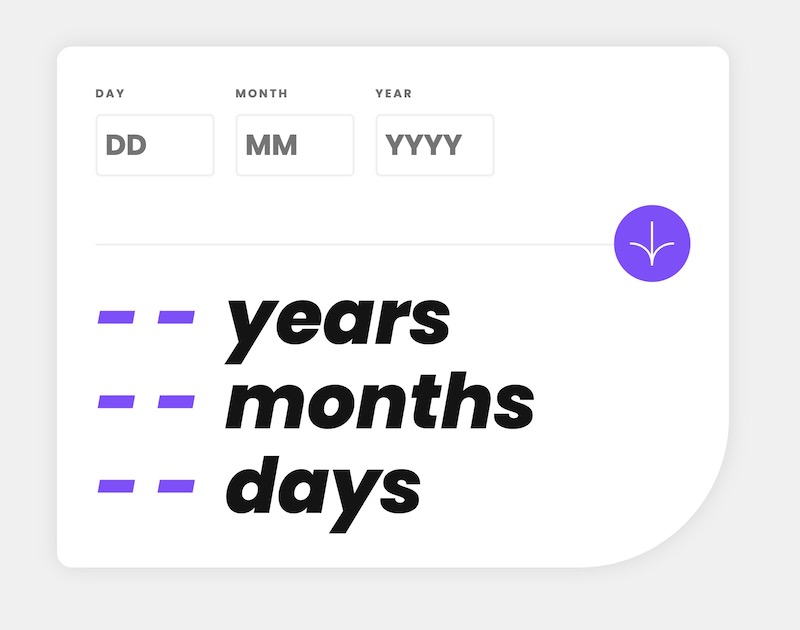 DAY MONTH YEAR
DD MM YYYY
-- years
-- months
-- days